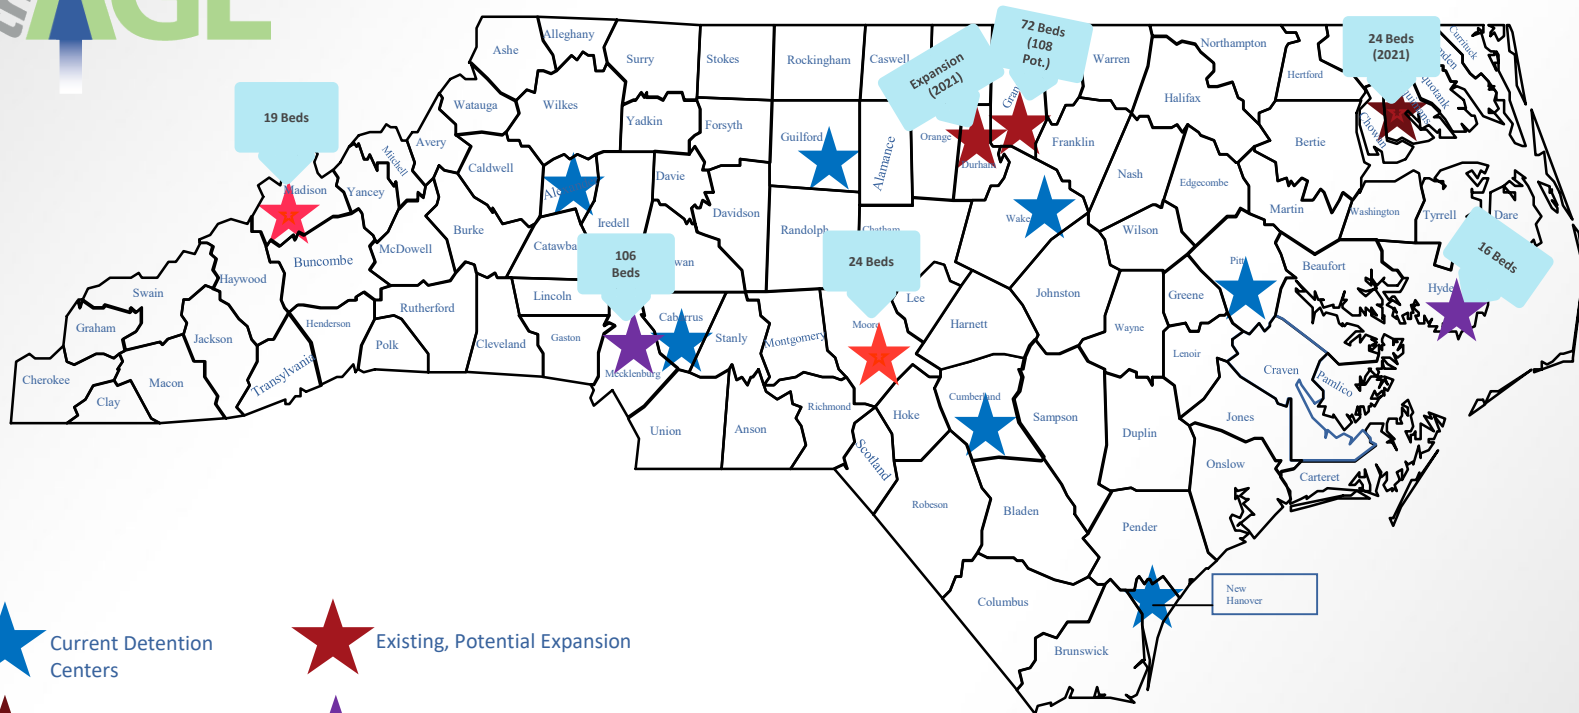 AGE
Ashe
Alleghany
Surry
Stokes
Rockingham
Caswell
Expansion
(2021)
72 Beds
(108
Pot.)
Warren
Northampton
24 Beds
(2021)
Currituck
Hertford
Halifax
Watauga
Wilkes
Yadkin
Forsyth
Guilford
Alamance
Orange
Durham
Gran
Franklin
Nash
Edgecombe
Bertie
Chowan
19 Beds
Madison
Yancey
Mitchell
Avery
Caldwell
Iredell
Davie
Davidson
Randolph
Chatham
Wake
Wilson
Martin
Washington
Tyrrell
Dare
16 Beds
Hyde
Beaufort
Pitt
Greene
Johnston
Wayne
Lenoir
Craven
Pamlico
Jones
Carteret
Onslow
Swain
Graham
Cherokee
Clay
Macon
Jackson
Haywood
Buncombe
Henderson
Transylvania
McDowell
Burke
Rutherford
Polk
Cleveland
Catawba
Lincoln
Gaston
106
Beds
wan
Cabarrus
Mecklenburg
Stanly
Montgomery
24 Beds
Moore
Lee
Harnett
Union
Anson
Richmond
Scotland
Hoke
Cumberland
Sampson
Duplin
Robeson
Bladen
Pender
Columbus
Brunswick
New
Hanover
Current Detention
Centers
Existing, Potential Expansion